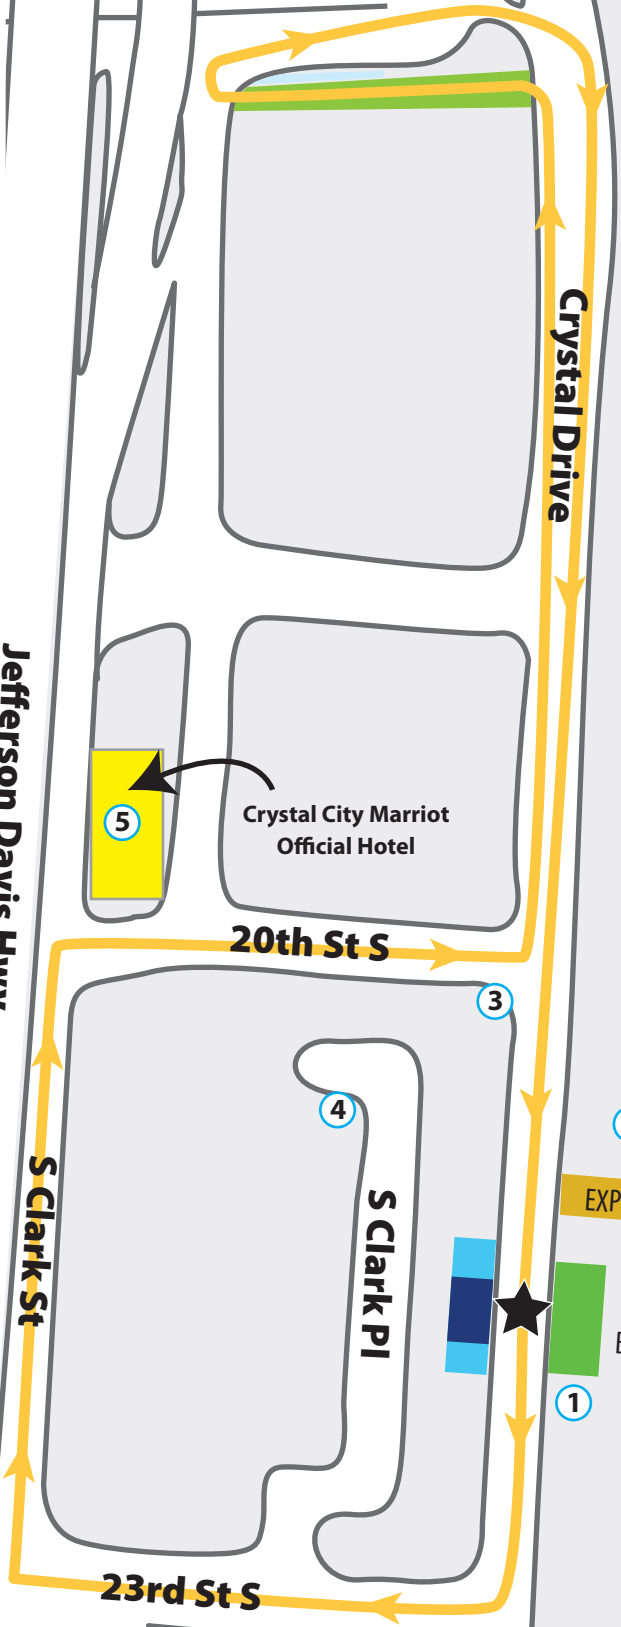 Crystal Drive
Jefferson Davis Hwy
5
Crystal City Marriot
Official Hotel
20th St S
3
4
S Clark St
S Clark Pl
EXP
1
23rd St S